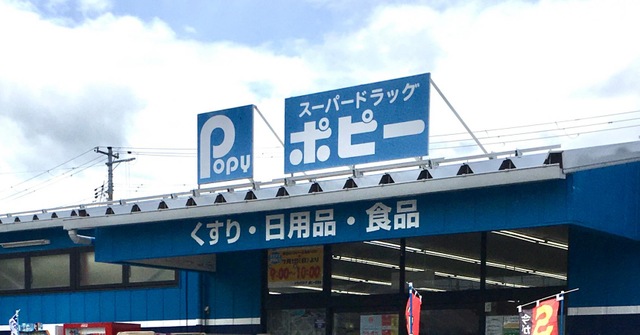 Popy
スーパードラッグ
ポピー
くすり・日用品・食品
9:00〜10:00